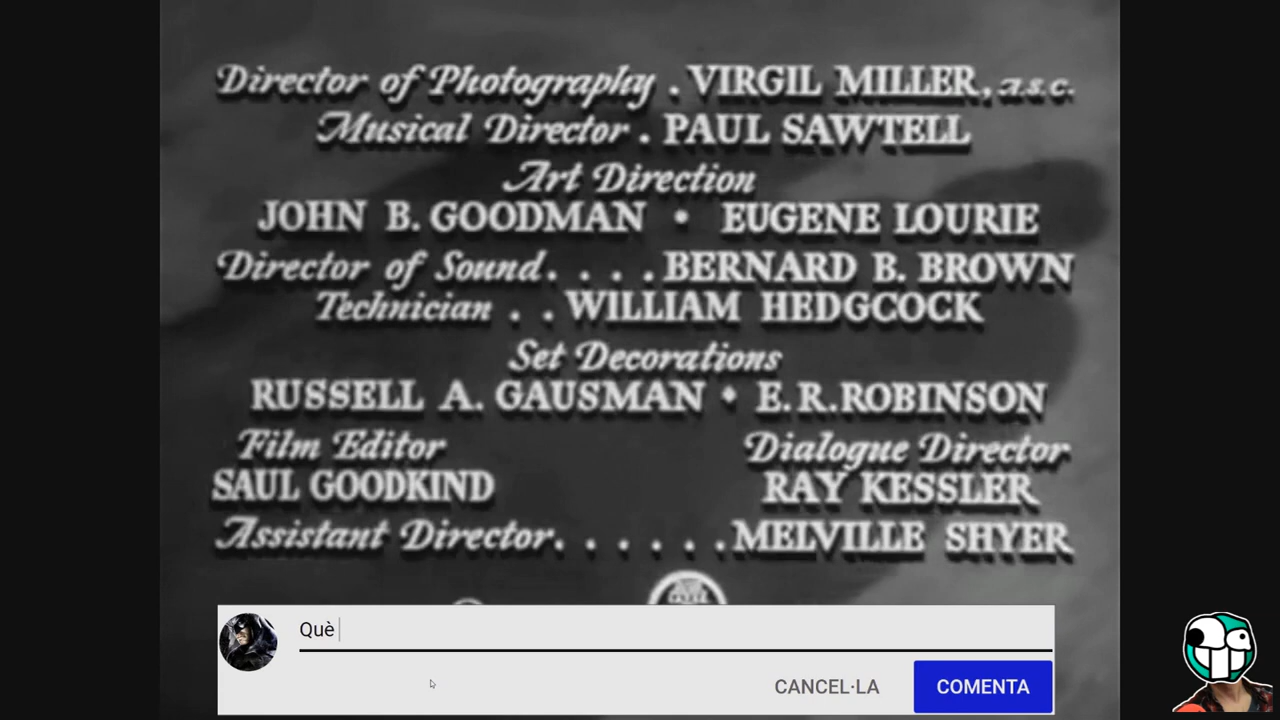 Director of Photography . VIRGIL MILLER, A.S.C.
Musical Director . PAUL SAWTELL
Art Direction
JOHN B. GOODMAN • EUGENE LOURIE
Director of Sound. . . . BERNARD B. BROWN
Technician . . WILLIAM HEDGCOCK
Set Decorations
RUSSELL A. GAUSMAN • E.R.ROBINSON
Film Editor Dialogue Director
SAUL GOODKIND RAY KESSLER
Assistant Director. . . . . . MELVILLE SHYER
Què
CANCEL·LA COMENTA